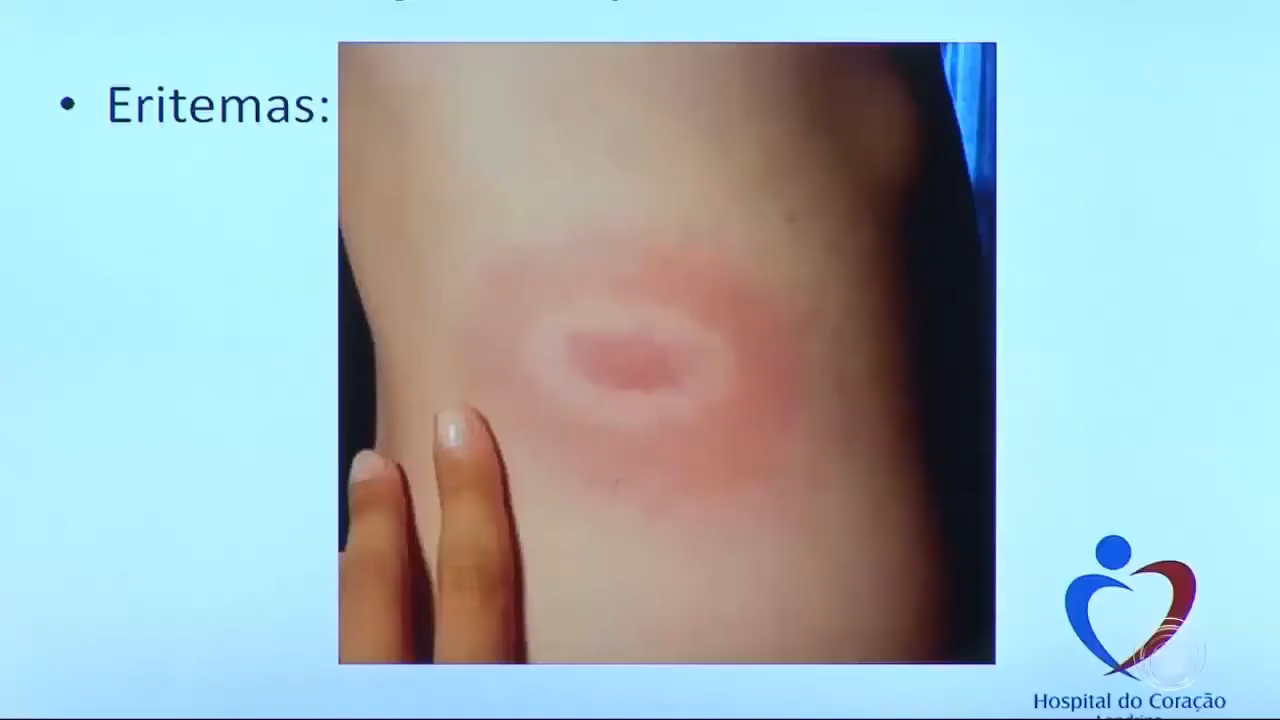 • Eritemas:
Hospital do Coração